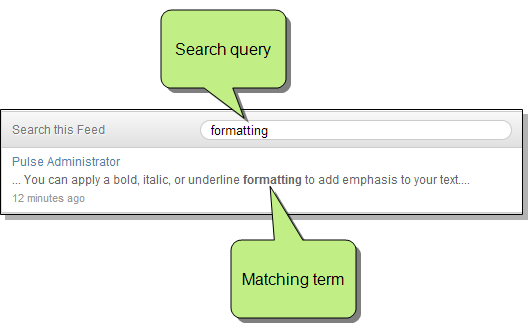 Search query
Search this Feed
formatting
Pulse Administrator
... You can apply a bold, italic, or underline formatting to add emphasis to your text....
12 minutes ago
Matching term